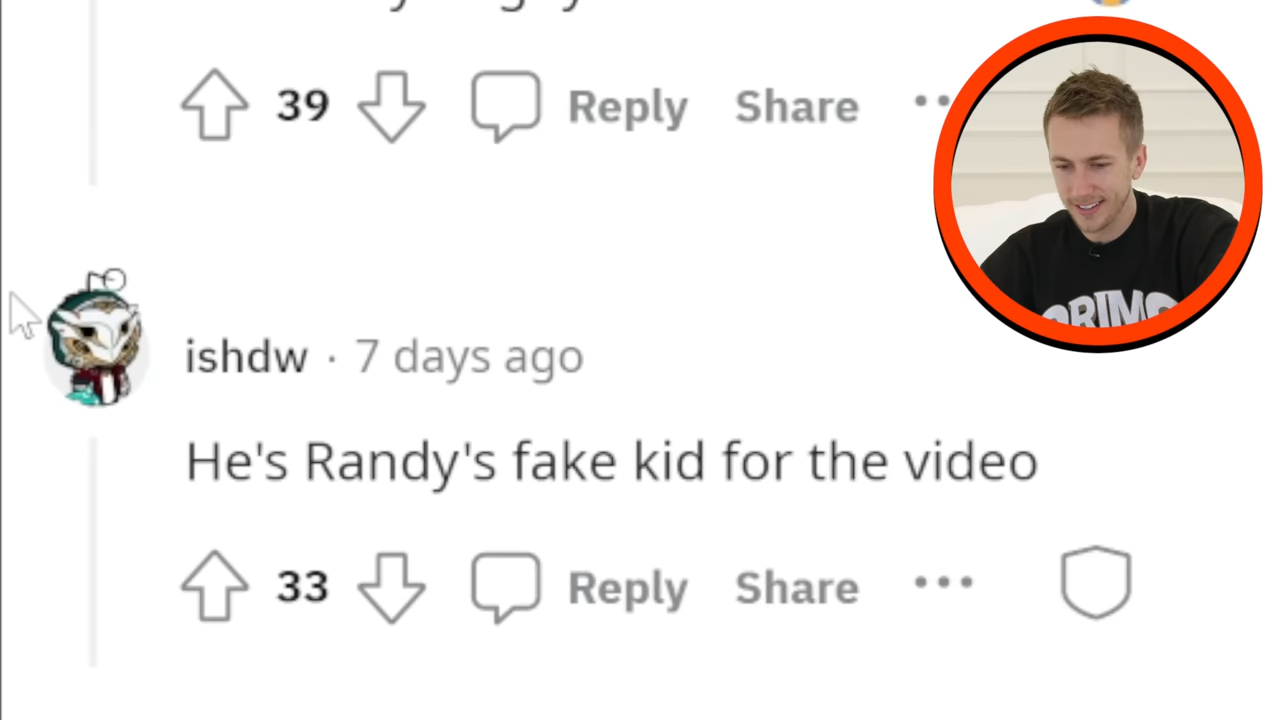 39 Reply Share
ishdw · 7 days ago
He's Randy's fake kid for the video
33 Reply Share